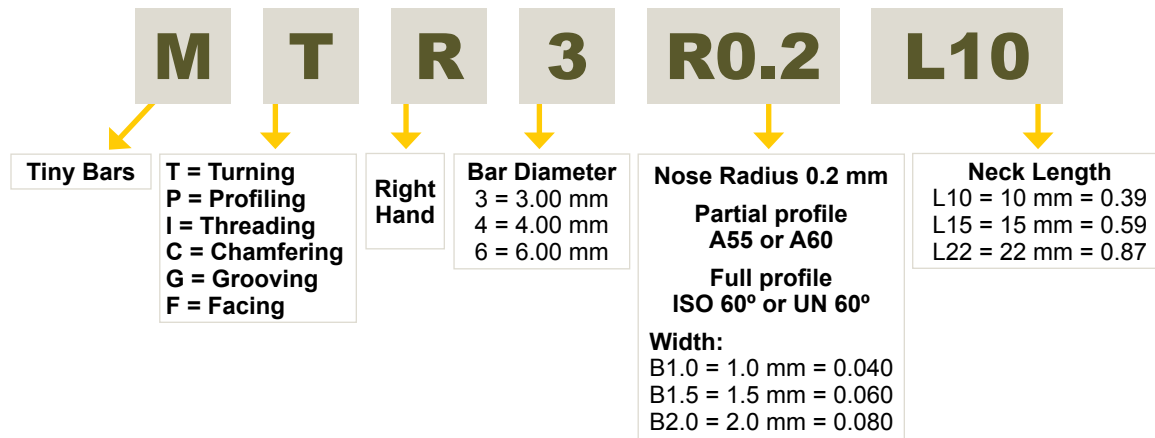 M T R 3 R0.2 L10
Tiny Bars
T = Turning
P = Profiling
I = Threading
C = Chamfering
G = Grooving
F = Facing
Right
Hand
Bar Diameter
3 = 3.00 mm
4 = 4.00 mm
6 = 6.00 mm
Nose Radius 0.2 mm
Partial profile
A55 or A60
Full profile
ISO 60º or UN 60º
Width:
B1.0 = 1.0 mm = 0.040
B1.5 = 1.5 mm = 0.060
B2.0 = 2.0 mm = 0.080
Neck Length
L10 = 10 mm = 0.39
L15 = 15 mm = 0.59
L22 = 22 mm = 0.87